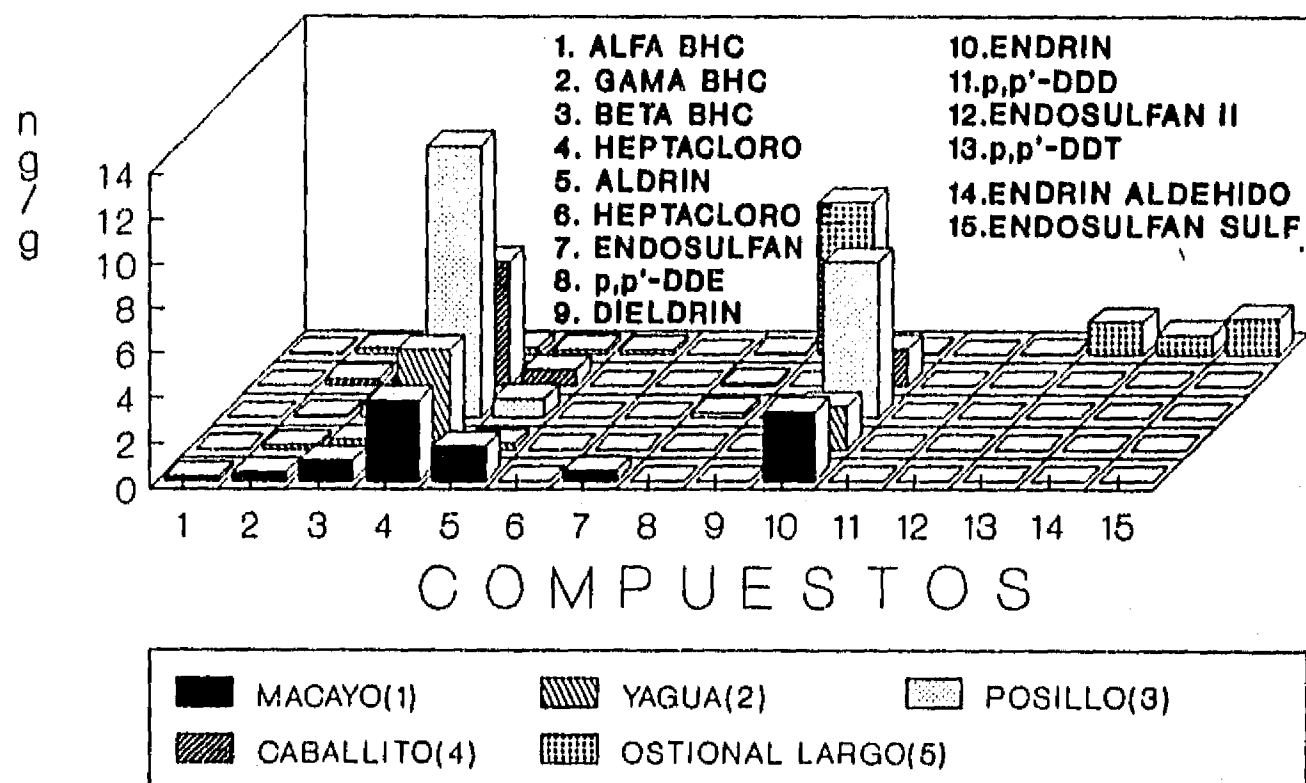 1. ALFA BHC
2. GAMA BHC
3. BETA BHC
4. HEPTACLORO
5. ALDRIN
6. HEPTACLORO
7. ENDOSULFAN
8. p,p'-DDE
9. DIELDRIN
10.ENDRIN
11.p,p'-DDD
12.ENDOSULFAN II
13.p,p'-DDT
14.ENDRIN ALDEHIDO
15.ENDOSULFAN SULF.
ng/g
14
12
10
8
6
4
2
0
1 2 3 4 5 6 7 8 9 10 11 12 13 14 15
COMPUESTOS
MACAYO(1) YAGUA(2) POSILLO(3)
CABALLITO(4) OSTIONAL LARGO(5)